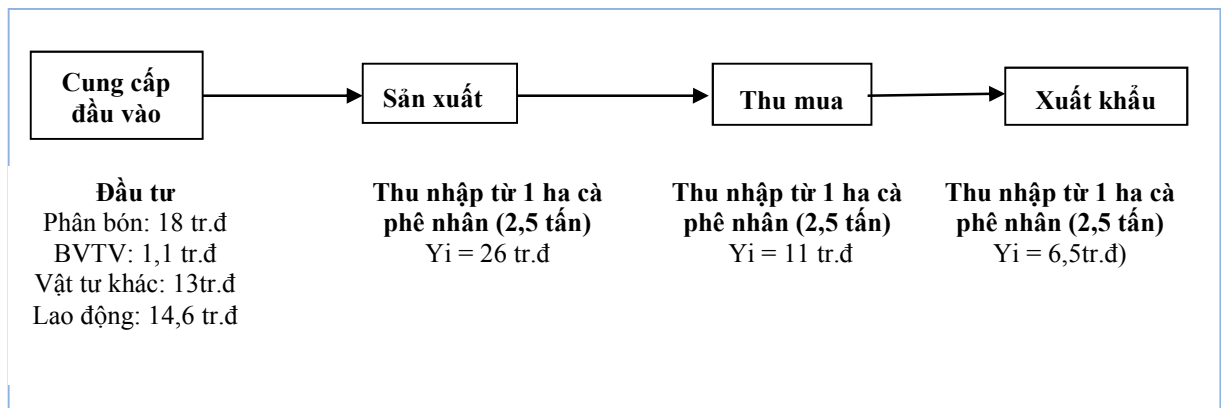 Cung cấp
đầu vào
Sản xuất
Thu mua
Xuất khẩu
Đầu tư
Phân bón: 18 tr.đ
BVTV: 1,1 tr.đ
Vật tư khác: 13tr.đ
Lao động: 14,6 tr.đ
Thu nhập từ 1 ha cà
phê nhân (2,5 tấn)
Yi = 26 tr.đ
Thu nhập từ 1 ha cà
phê nhân (2,5 tấn)
Yi = 11 tr.đ
Thu nhập từ 1 ha cà
phê nhân (2,5 tấn)
Yi = 6,5tr.đ)